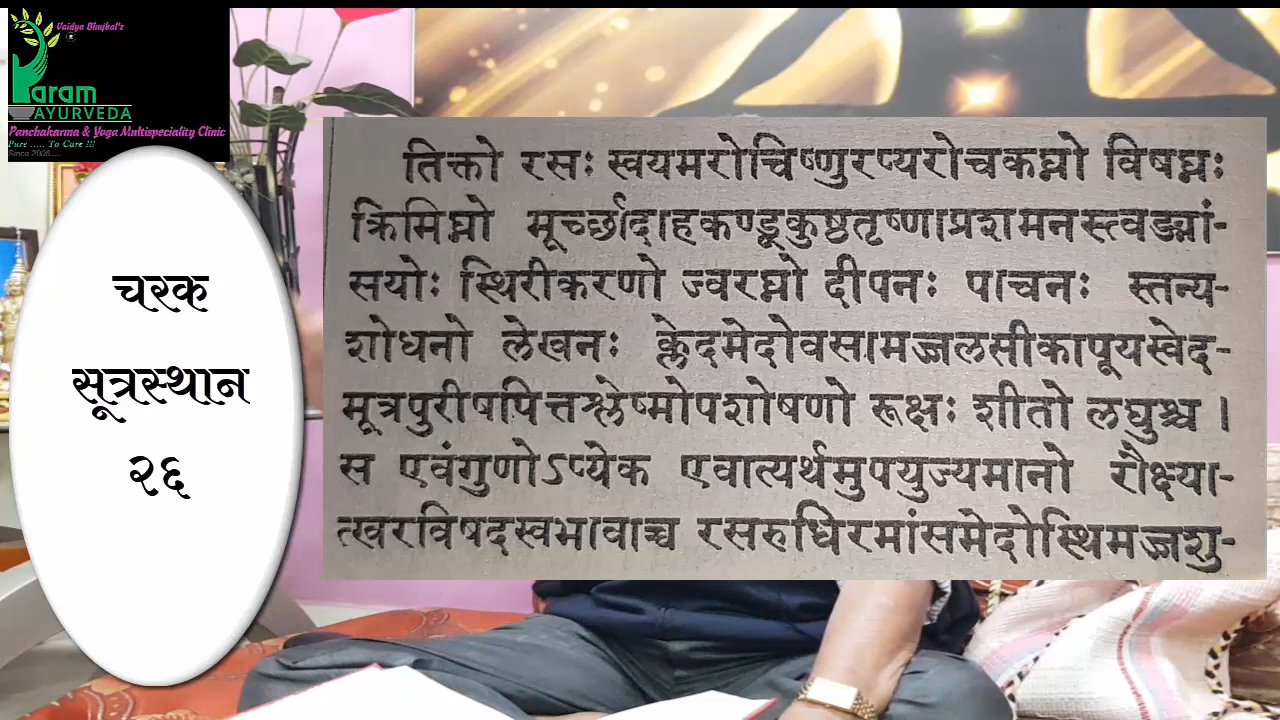 Vaidya Bhujbal's
Param
AYURVEDA
Panchakarma & Yoga Multispeciality Clinic
Pure ..... To Cure !!!
Since 2006.....
चरक
सूत्रस्थान
२६
तिक्तो रसः स्वयमरोचिष्णुरप्यरोचकघ्नो विषघ्नः
क्रिमिघ्नो मूर्च्छादाहकण्डूकुष्ठतृष्णाप्रशमनस्त्वङ्मां-
सयोः स्थिरीकरणो ज्वरघ्नो दीपनः पाचनः स्तन्य-
शोधनो लेखनः क्लेदमेदोवसामज्जलसीकापूयस्वेद-
मूत्रपुरीषपित्तश्लेष्मोपशोषणो रूक्षः शीतो लघुश्च ।
स एवंगुणोऽप्येक एवात्यर्थमुपयुज्यमानो रौक्ष्या-
त्खरविषदस्वभावाच्च रसरुधिरमांसमेदोस्थिमज्जशु-